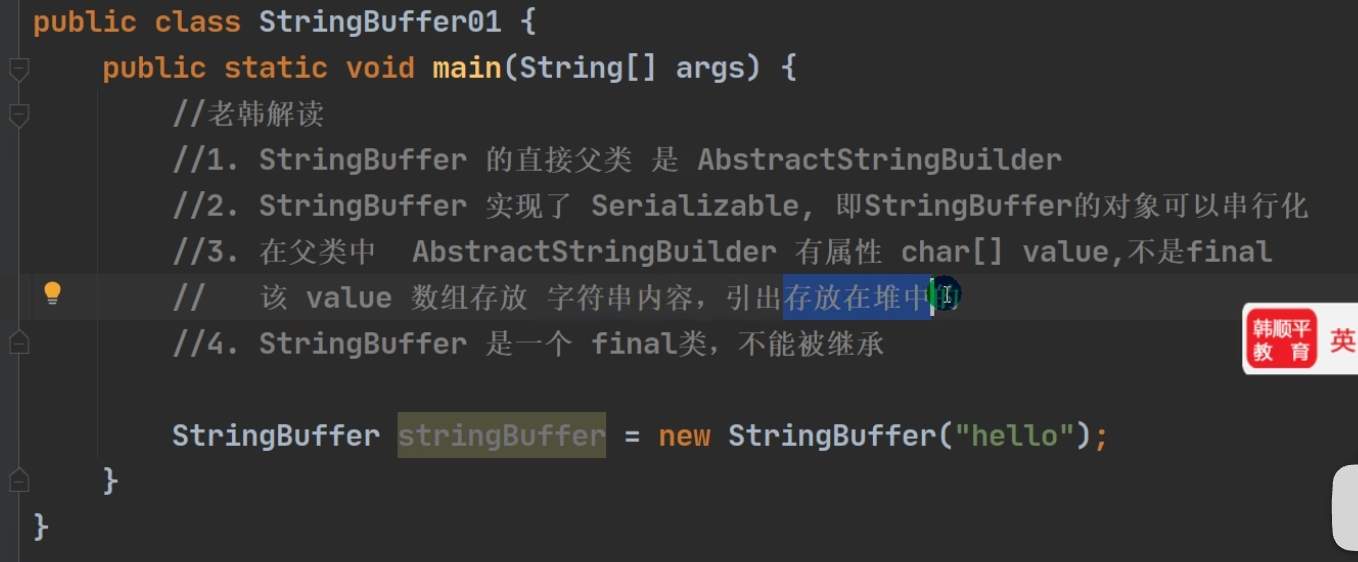 public class StringBuffer01 {
public static void main(String[] args) {
//老韩解读
//1. StringBuffer 的直接父类 是 AbstractStringBuilder
//2. StringBuffer 实现了 Serializable, 即StringBuffer的对象可以串行化
//3. 在父类中 AbstractStringBuilder 有属性 char[] value,不是final
// 该 value 数组存放 字符串内容，引出存放在堆中的
//4. StringBuffer 是一个 final类，不能被继承
StringBuffer stringBuffer = new StringBuffer("hello");
}
}
韩顺平
教 育
英